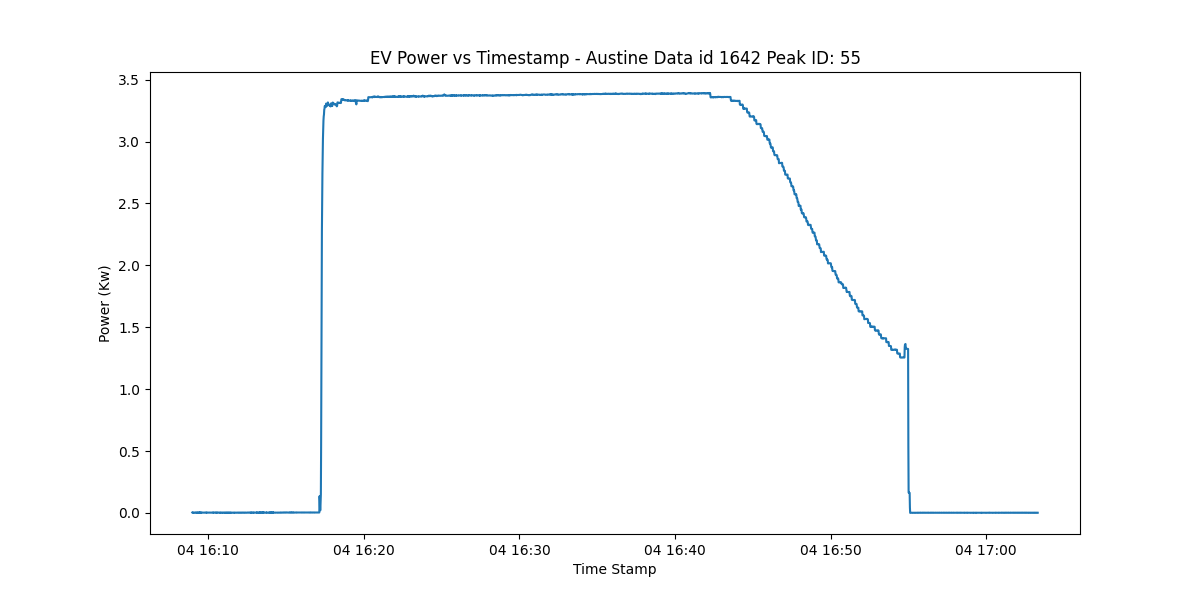 EV Power vs Timestamp - Austine Data id 1642 Peak ID: 55
3.5
3.0
2.5
2.0
1.5
1.0
0.5
0.0
Power (Kw)
04 16:10 04 16:20 04 16:30 04 16:40 04 16:50 04 17:00
Time Stamp